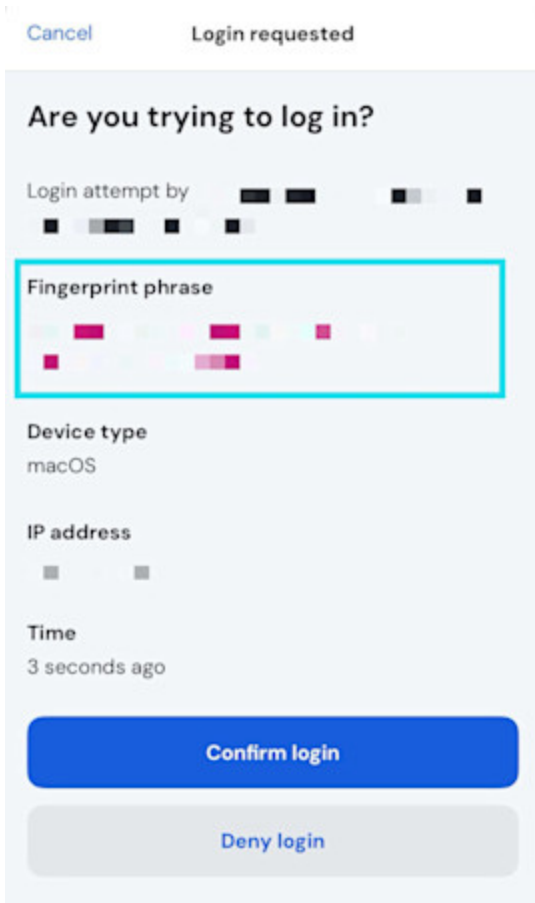 Cancel
Login requested
Are you trying to log in?
Login attempt by
Fingerprint phrase
Device type
macOS
IP address
Time
3 seconds ago
Confirm login
Deny login